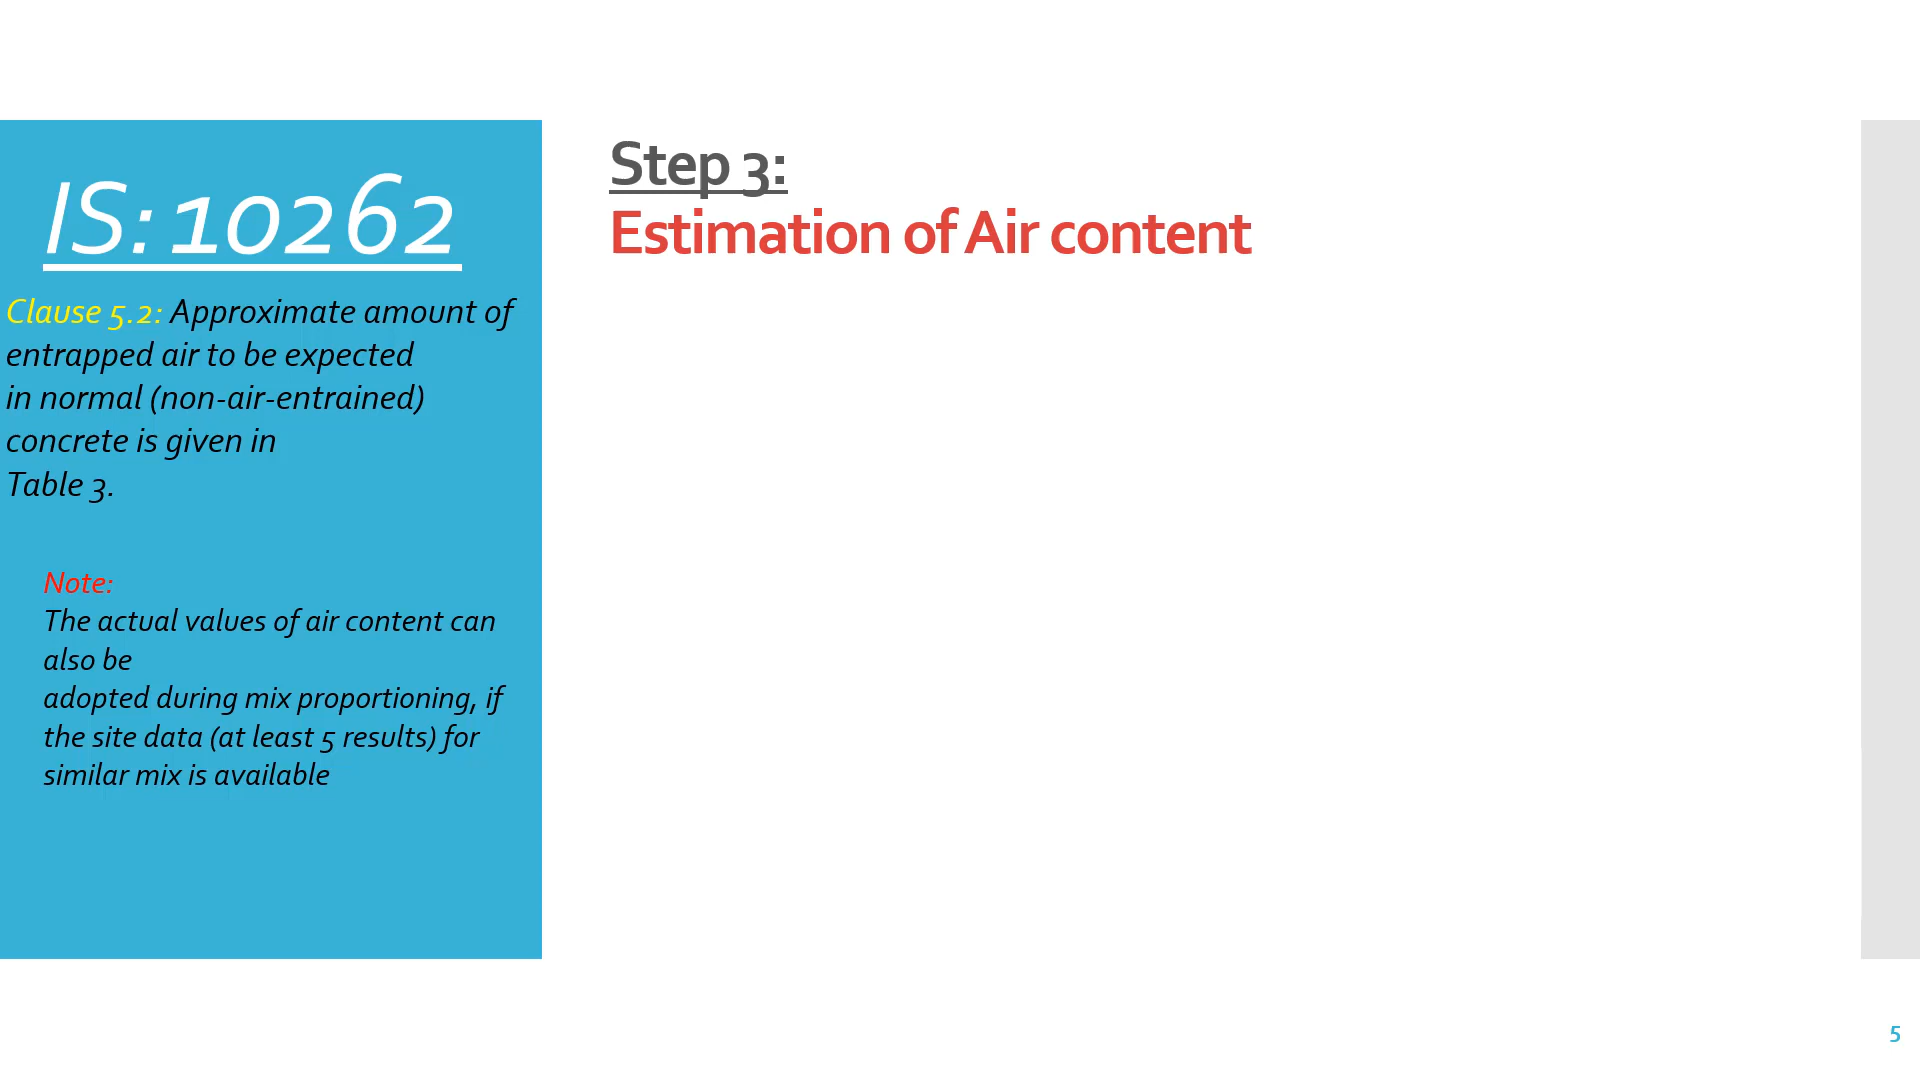 IS:10262
Clause 5.2: Approximate amount of
entrapped air to be expected
in normal (non-air-entrained)
concrete is given in
Table 3.
Note:
The actual values of air content can
also be
adopted during mix proportioning, if
the site data (at least 5 results) for
similar mix is available
Step 3:
Estimation of Air content
5